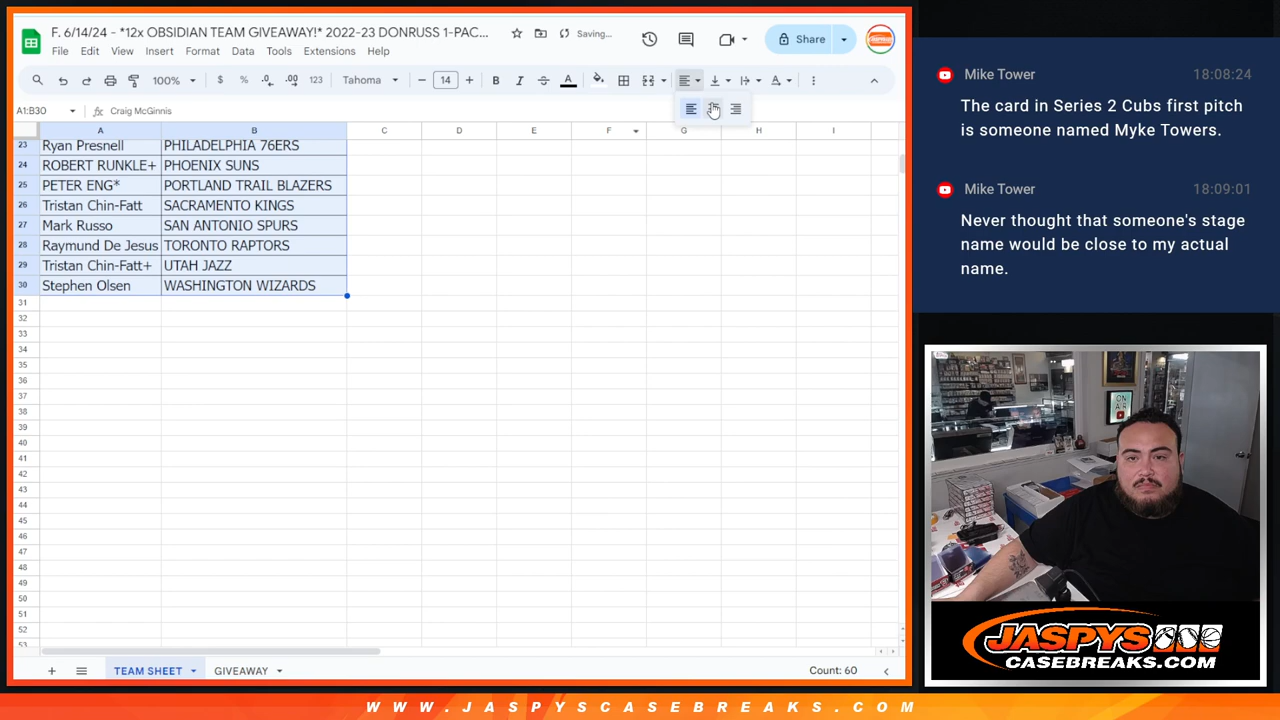 F. 6/14/24 - *12x OBSIDIAN TEAM GIVEAWAY!* 2022-23 DONRUSS 1-PAC...
Saving...
Share
File Edit View Insert Format Data Tools Extensions Help
100% $ % .0 .00 123 Tahoma 14 B I S A
A1:B30 fx Craig McGinnis
A B C D E F G H I
23 Ryan Presnell PHILADELPHIA 76ERS
24 ROBERT RUNKLE+ PHOENIX SUNS
25 PETER ENG* PORTLAND TRAIL BLAZERS
26 Tristan Chin-Fatt SACRAMENTO KINGS
27 Mark Russo SAN ANTONIO SPURS
28 Raymund De Jesus TORONTO RAPTORS
29 Tristan Chin-Fatt+ UTAH JAZZ
30 Stephen Olsen WASHINGTON WIZARDS
31
32
33
34
35
36
37
38
39
40
41
42
43
44
45
46
47
48
49
50
51
52
53
TEAM SHEET GIVEAWAY Count: 60
Mike Tower 18:08:24
The card in Series 2 Cubs first pitch
is someone named Myke Towers.
Mike Tower 18:09:01
Never thought that someone's stage
name would be close to my actual
name.
ON
AIR
JASPYS
CASEBREAKS.COM
WWW.JASPYSCASEBREAKS.COM